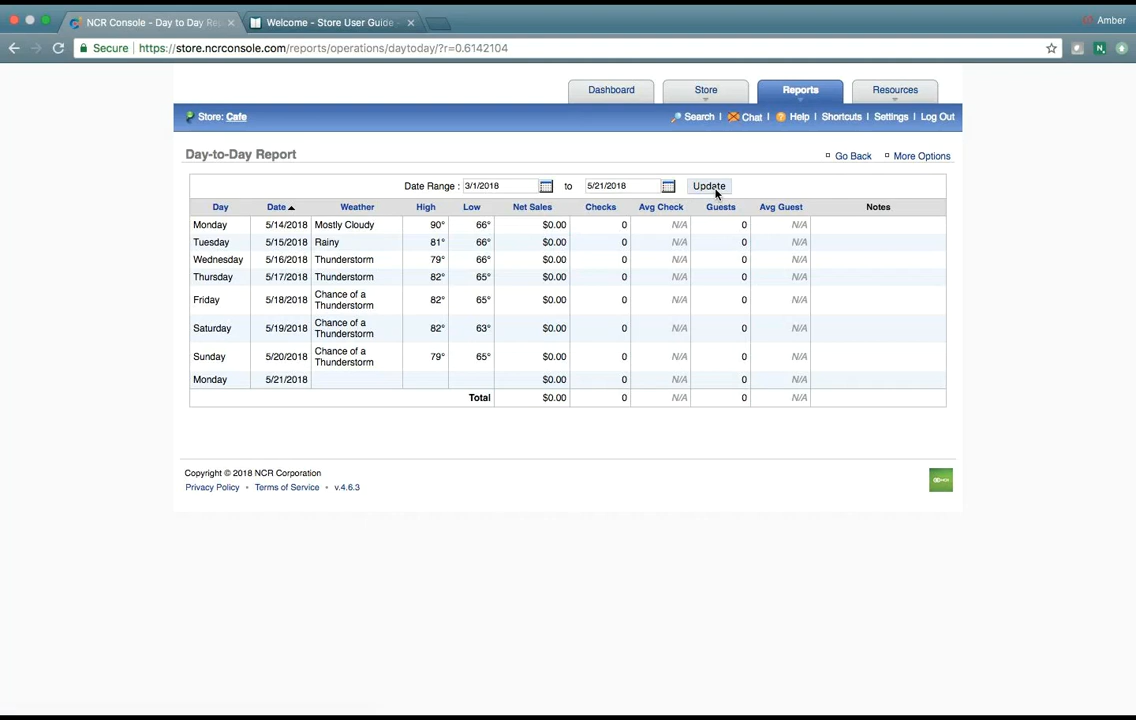 NCR Console - Day to Day Rep
Welcome - Store User Guide -
Amber
Secure https://store.ncrconsole.com/reports/operations/daytoday/?r=0.6142104
Dashboard Store Reports Resources
Store: Cafe Search | Chat | Help | Shortcuts | Settings | Log Out
Day-to-Day Report Go Back More Options
Date Range : 3/1/2018 to 5/21/2018 Update
Day Date Weather High Low Net Sales Checks Avg Check Guests Avg Guest Notes
Monday 5/14/2018 Mostly Cloudy 90° 66° $0.00 0 N/A 0 N/A
Tuesday 5/15/2018 Rainy 81° 66° $0.00 0 N/A 0 N/A
Wednesday 5/16/2018 Thunderstorm 79° 66° $0.00 0 N/A 0 N/A
Thursday 5/17/2018 Thunderstorm 82° 65° $0.00 0 N/A 0 N/A
Friday 5/18/2018 Chance of a
Thunderstorm 82° 65° $0.00 0 N/A 0 N/A
Saturday 5/19/2018 Chance of a
Thunderstorm 82° 63° $0.00 0 N/A 0 N/A
Sunday 5/20/2018 Chance of a
Thunderstorm 79° 65° $0.00 0 N/A 0 N/A
Monday 5/21/2018 $0.00 0 N/A 0 N/A
Total $0.00 0 N/A 0 N/A
Copyright © 2018 NCR Corporation
Privacy Policy • Terms of Service • v.4.6.3